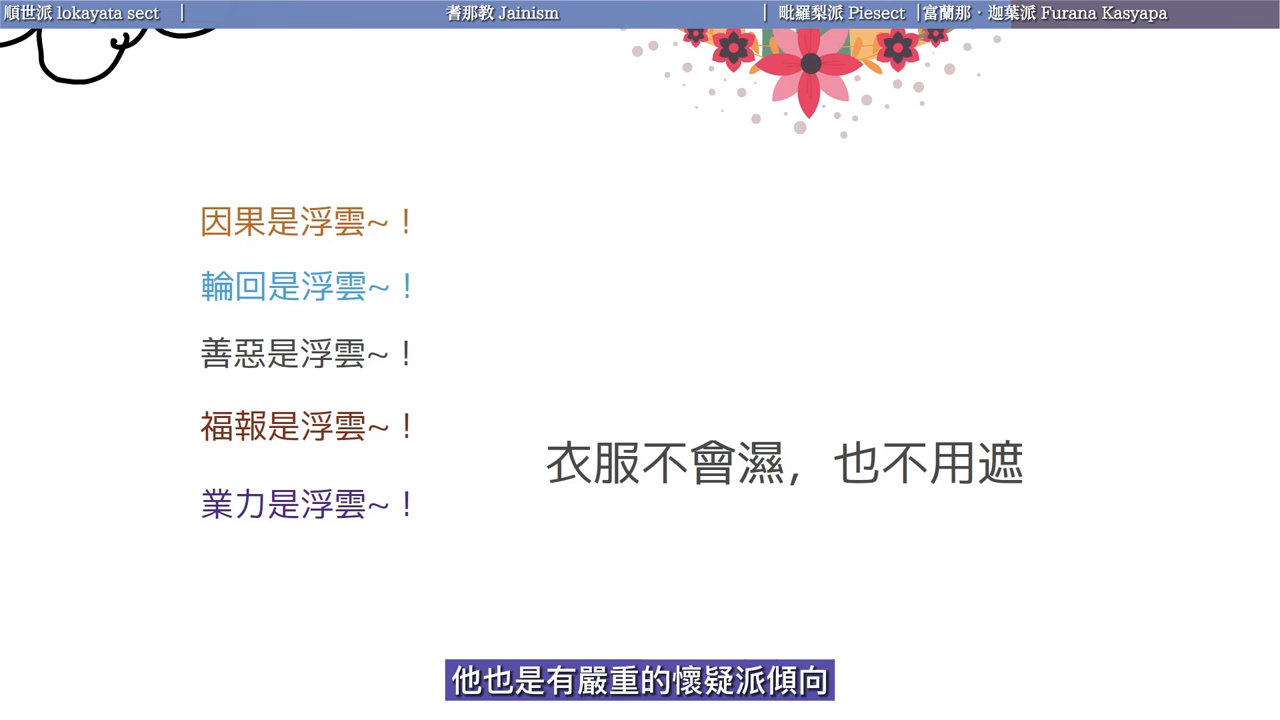 順世派 lokayata sect | 耆那教 Jainism | 毗羅梨派 Piesect | 富蘭那·迦葉派 Furana Kasyapa
因果是浮雲~！
輪回是浮雲~！
善惡是浮雲~！
福報是浮雲~！
衣服不會濕，也不用遮
業力是浮雲~！
他也是有嚴重的懷疑派傾向